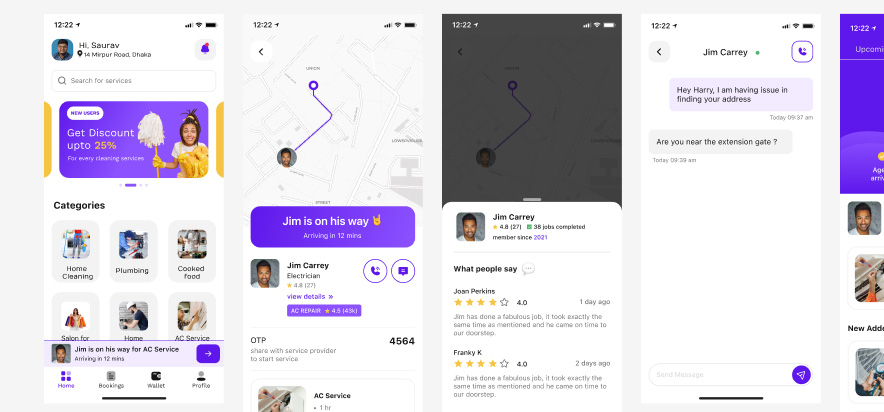 12:22
Hi, Saurav
14 Mirpur Road, Dhaka
Search for services
NEW USERS
Get Discount
upto 25%
For every cleaning services
Categories
Home
Cleaning
Plumbing
Cooked
food
Salon for
Home
AC Service
Jim is on his way for AC Service
Arriving in 12 mins
Home
Bookings
Wallet
Profile
12:22
UNION
LOWER
STREET
Jim is on his way
Arriving in 12 mins
Jim Carrey
Electrician
4.8 (27)
view details »
AC REPAIR 4.5 (43k)
OTP
4564
share with service provider
to start service
AC Service
• 1 hr
12:22
UNION
Jim Carrey
4.8 (27) 38 jobs completed
member since 2021
What people say
Joan Perkins
4.0
1 day ago
Jim has done a fabulous job, it took exactly the
same time as mentioned and he came on time to
our doorstep.
Franky K
4.0
2 days ago
Jim has done a fabulous job, it took exactly the
same time as mentioned and he came on time to
our doorstep.
12:22
Jim Carrey
Hey Harry, I am having issue in
finding your address
Today 09:37 am
Are you near the extension gate ?
Today 09:39 am
Send Message
12:22
Upcomi
Age
arriv
New Adde